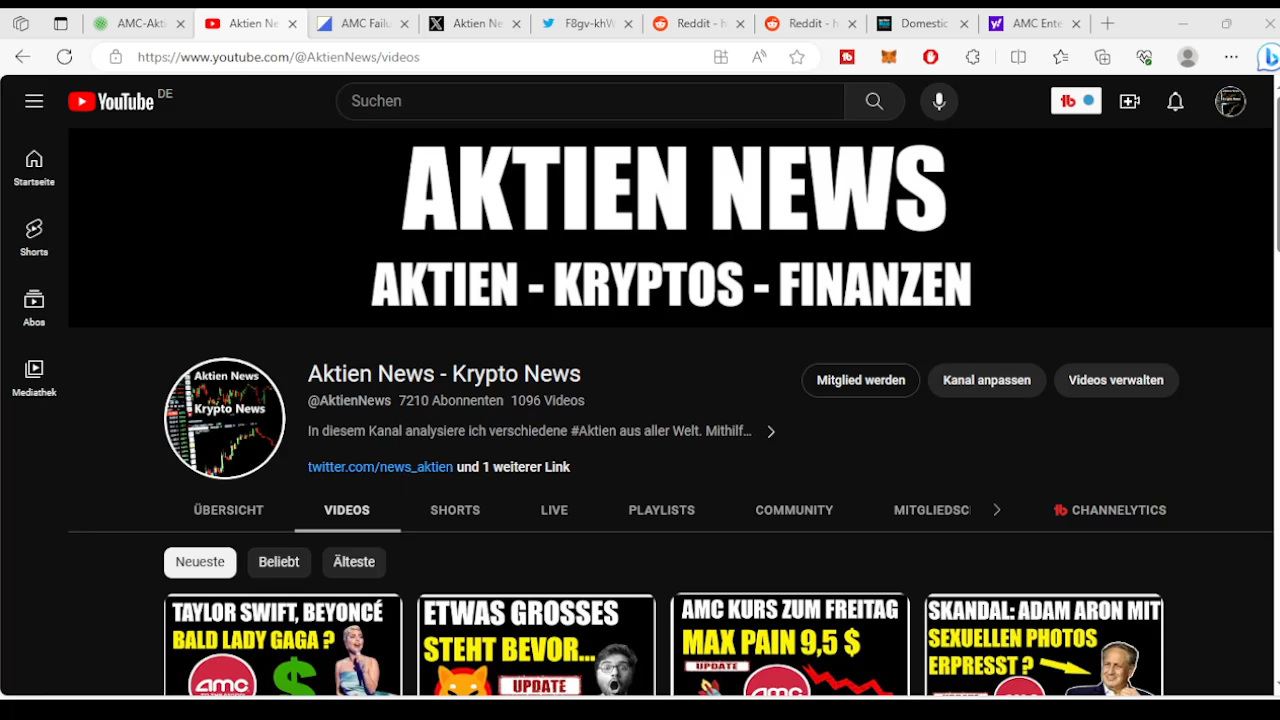 AMC-Akti
Aktien Ne
AMC Failu
Aktien Ne
F8gv-khW
Reddit - h
Reddit - h
Domestic
AMC Ente
https://www.youtube.com/@AktienNews/videos
YouTube DE
Suchen
AKTIEN NEWS
AKTIEN - KRYPTOS - FINANZEN
Startseite
Shorts
Abos
Mediathek
Aktien News
Krypto News
Aktien News - Krypto News
@AktienNews 7210 Abonnenten 1096 Videos
In diesem Kanal analysiere ich verschiedene #Aktien aus aller Welt. Mithilf...
twitter.com/news_aktien und 1 weiterer Link
Mitglied werden
Kanal anpassen
Videos verwalten
ÜBERSICHT
VIDEOS
SHORTS
LIVE
PLAYLISTS
COMMUNITY
MITGLIEDSC
CHANNELYTICS
Neueste
Beliebt
Älteste
TAYLOR SWIFT, BEYONCÉ
BALD LADY GAGA ?
amc
ETWAS GROSSES
STEHT BEVOR...
UPDATE
AMC KURS ZUM FREITAG
MAX PAIN 9,5 $
UPDATE
amc
SKANDAL: ADAM ARON MIT
SEXUELLEN PHOTOS
ERPRESST ?